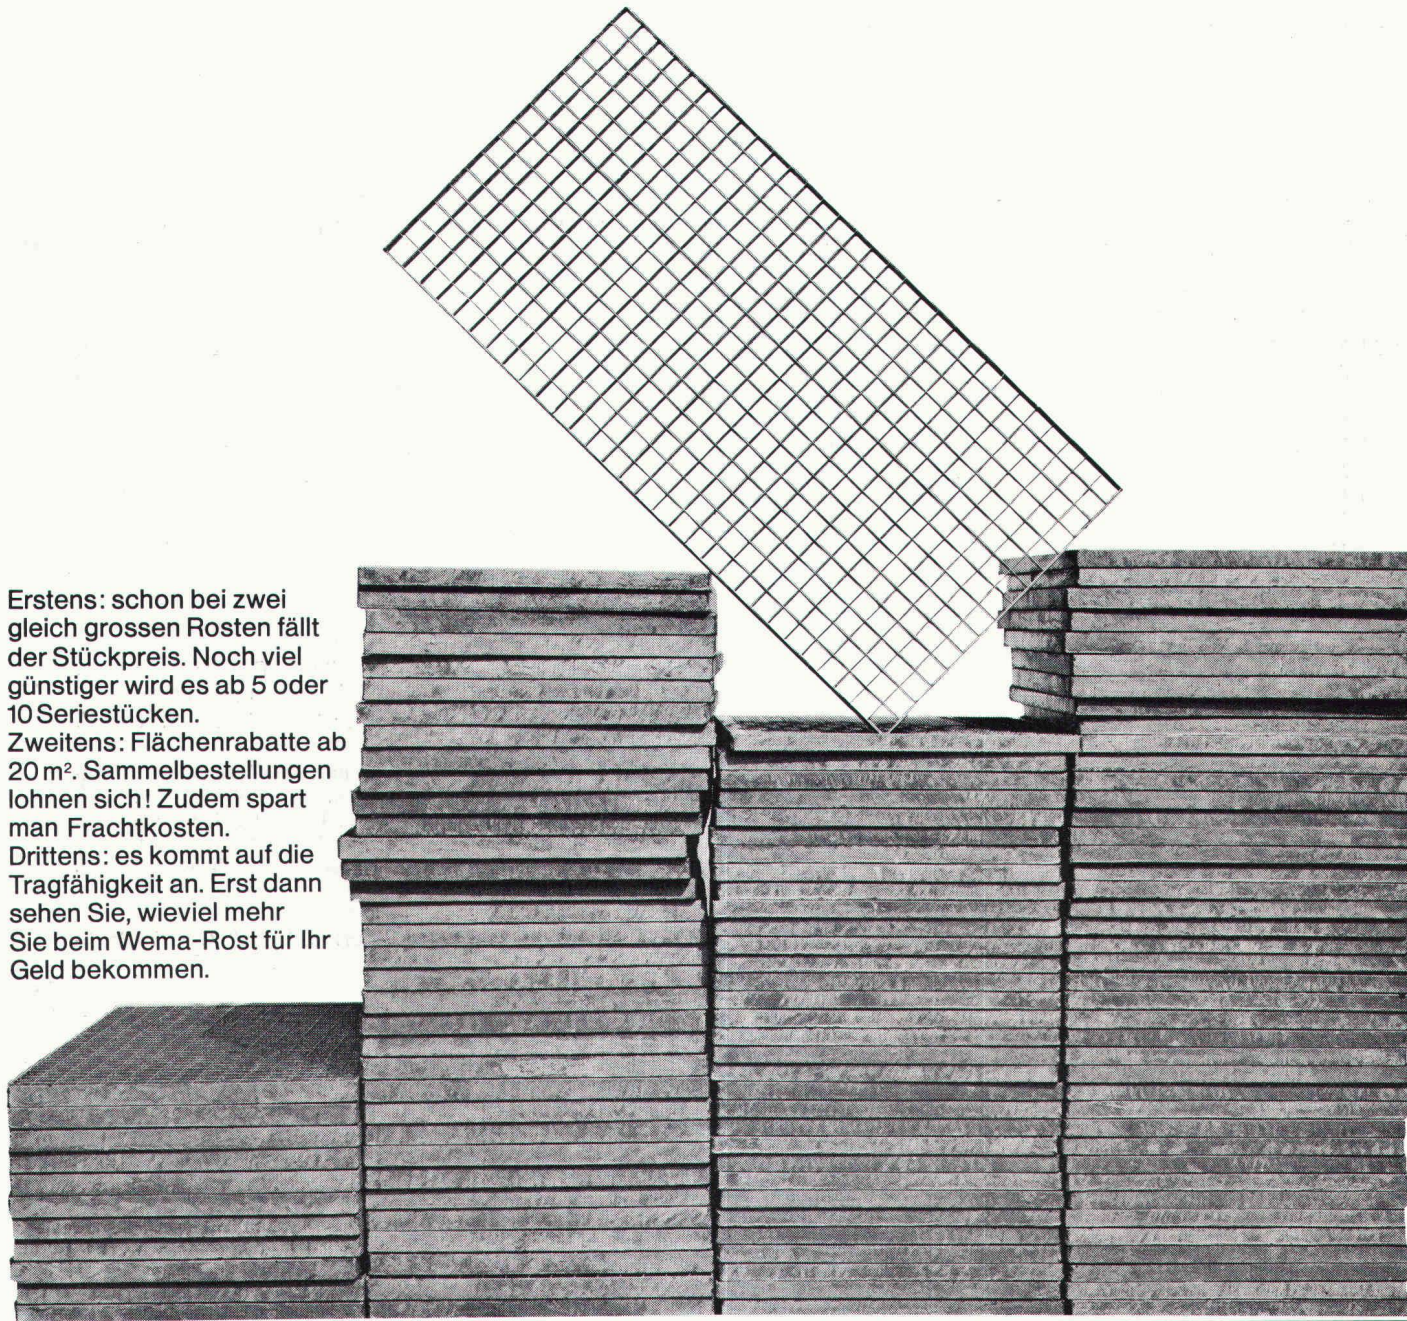 Erstens: schon bei zwei
gleich grossen Rosten fällt
der Stückpreis. Noch viel
günstiger wird es ab 5 oder
10 Seriestücken.
Zweitens: Flächenrabatte ab
20 m². Sammelbestellungen
lohnen sich! Zudem spart
man Frachtkosten.
Drittens: es kommt auf die
Tragfähigkeit an. Erst dann
sehen Sie, wieviel mehr
Sie beim Wema-Rost für Ihr
Geld bekommen.